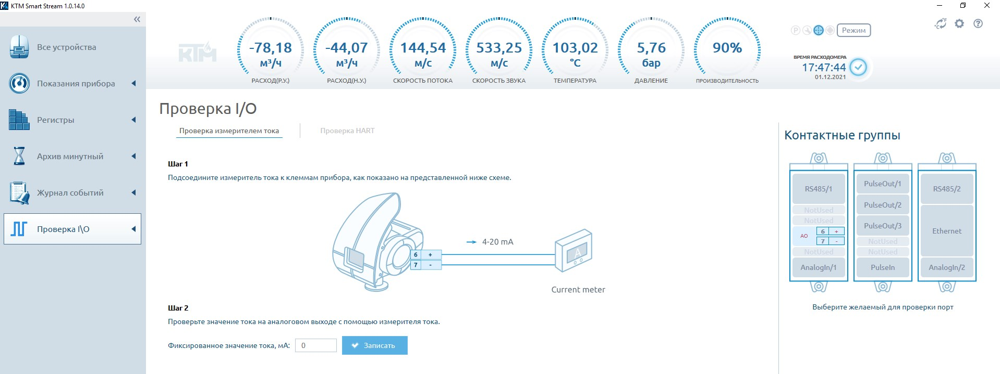 KTM Smart Stream 1.0.14.0
Все устройства
Показания прибора
Регистры
Архив минутный
Журнал событий
Проверка I\O
КТМ
-78,18
м³/ч
РАСХОД(Р.У.)
-44,07
м³/ч
РАСХОД(Н.У.)
144,54
м/с
СКОРОСТЬ ПОТОКА
533,25
м/с
СКОРОСТЬ ЗВУКА
103,02
°C
ТЕМПЕРАТУРА
5,76
бар
ДАВЛЕНИЕ
90%
ПРОИЗВОДИТЕЛЬНОСТЬ
P
Режим
°C °F
?
ВРЕМЯ РАСХОДОМЕРА
17:47:44
01.12.2021
Проверка I/O
Проверка измерителем тока
Проверка HART
Шаг 1
Подсоедините измеритель тока к клеммам прибора, как показано на представленной ниже схеме.
4-20 mA
6 +
7 -
A
Current meter
Шаг 2
Проверьте значение тока на аналоговом выходе с помощью измерителя тока.
Фиксированное значение тока, мА: 0 Записать
Контактные группы
RS485/1
NotUsed
NotUsed
AO
6 +
7 -
NotUsed
AnalogIn/1
PulseOut/1
PulseOut/2
PulseOut/3
NotUsed
NotUsed
PulseIn
RS485/2
Ethernet
AnalogIn/2
Выберите желаемый для проверки порт